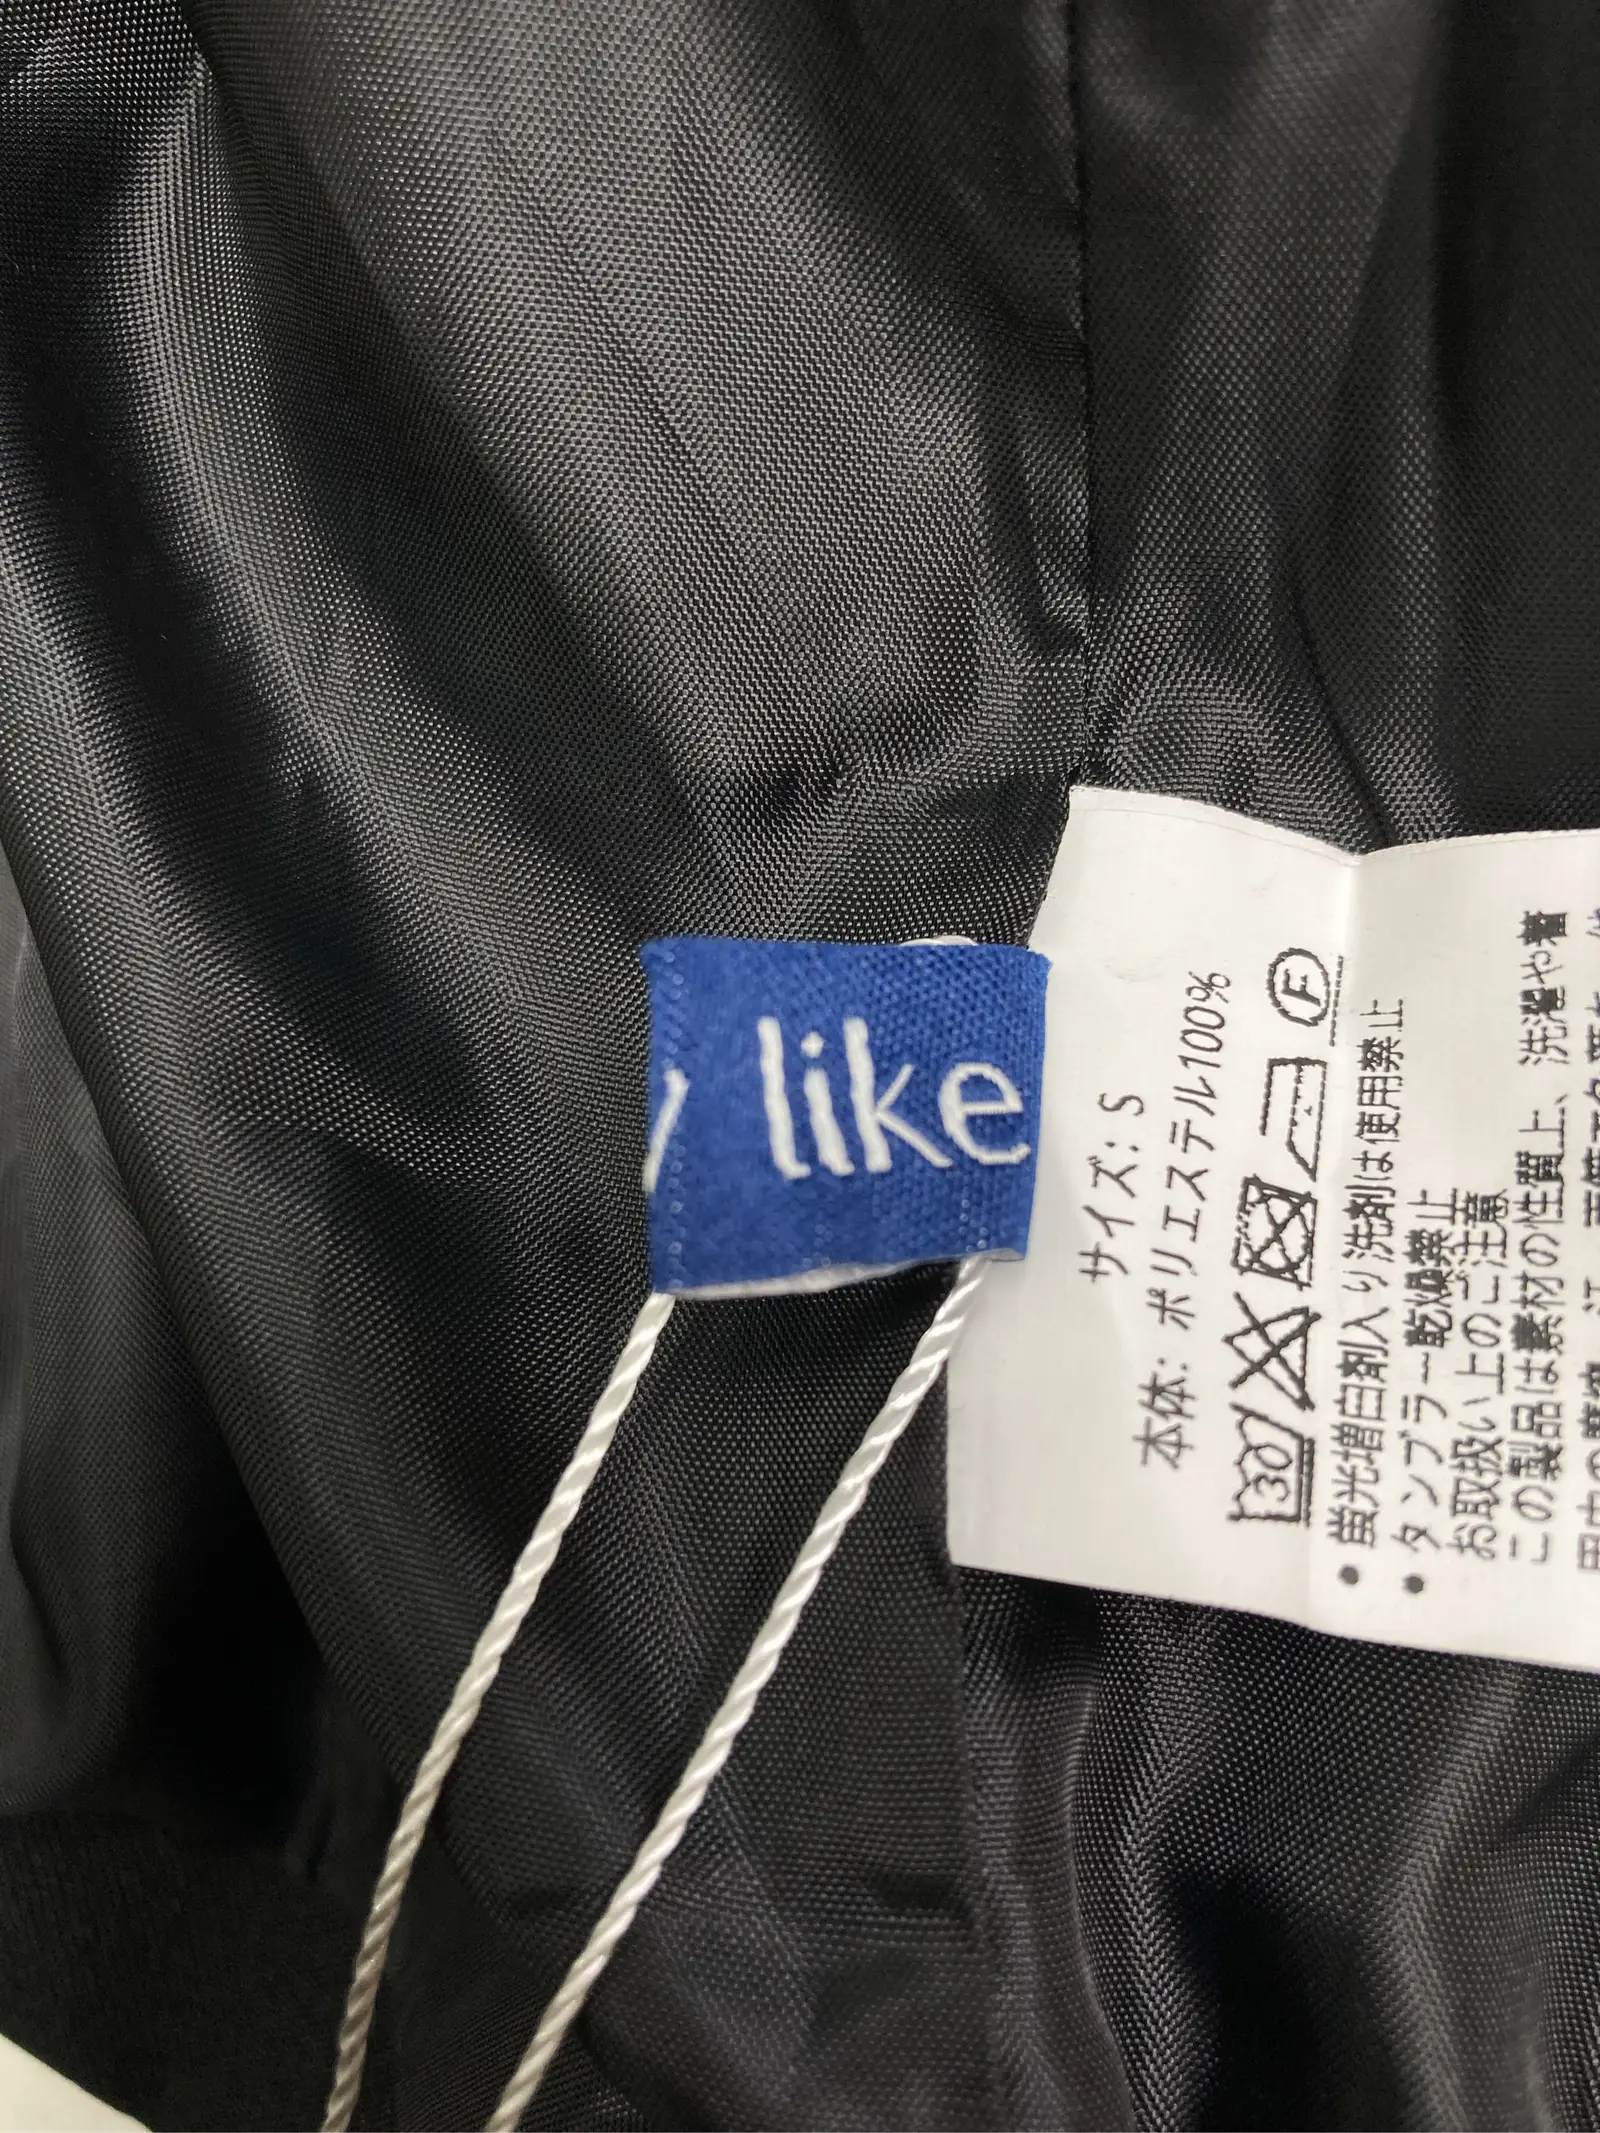 y like
サイズ: S
本体: ポリエステル100%
30 F
• 蛍光増白剤入り洗剤は使用禁止
• タンブラー乾燥禁止
お取扱い上のご注意
この製品は素材の性質上、洗濯や着